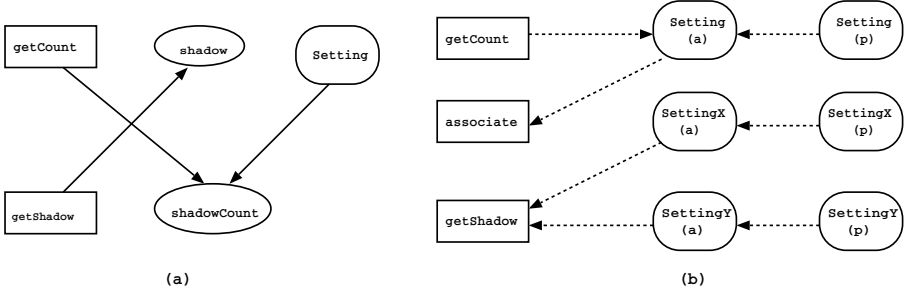 getCount
shadow
Setting
getShadow
shadowCount
(a)
getCount
Setting
(a)
Setting
(p)
associate
SettingX
(a)
SettingX
(p)
getShadow
SettingY
(a)
SettingY
(p)
(b)